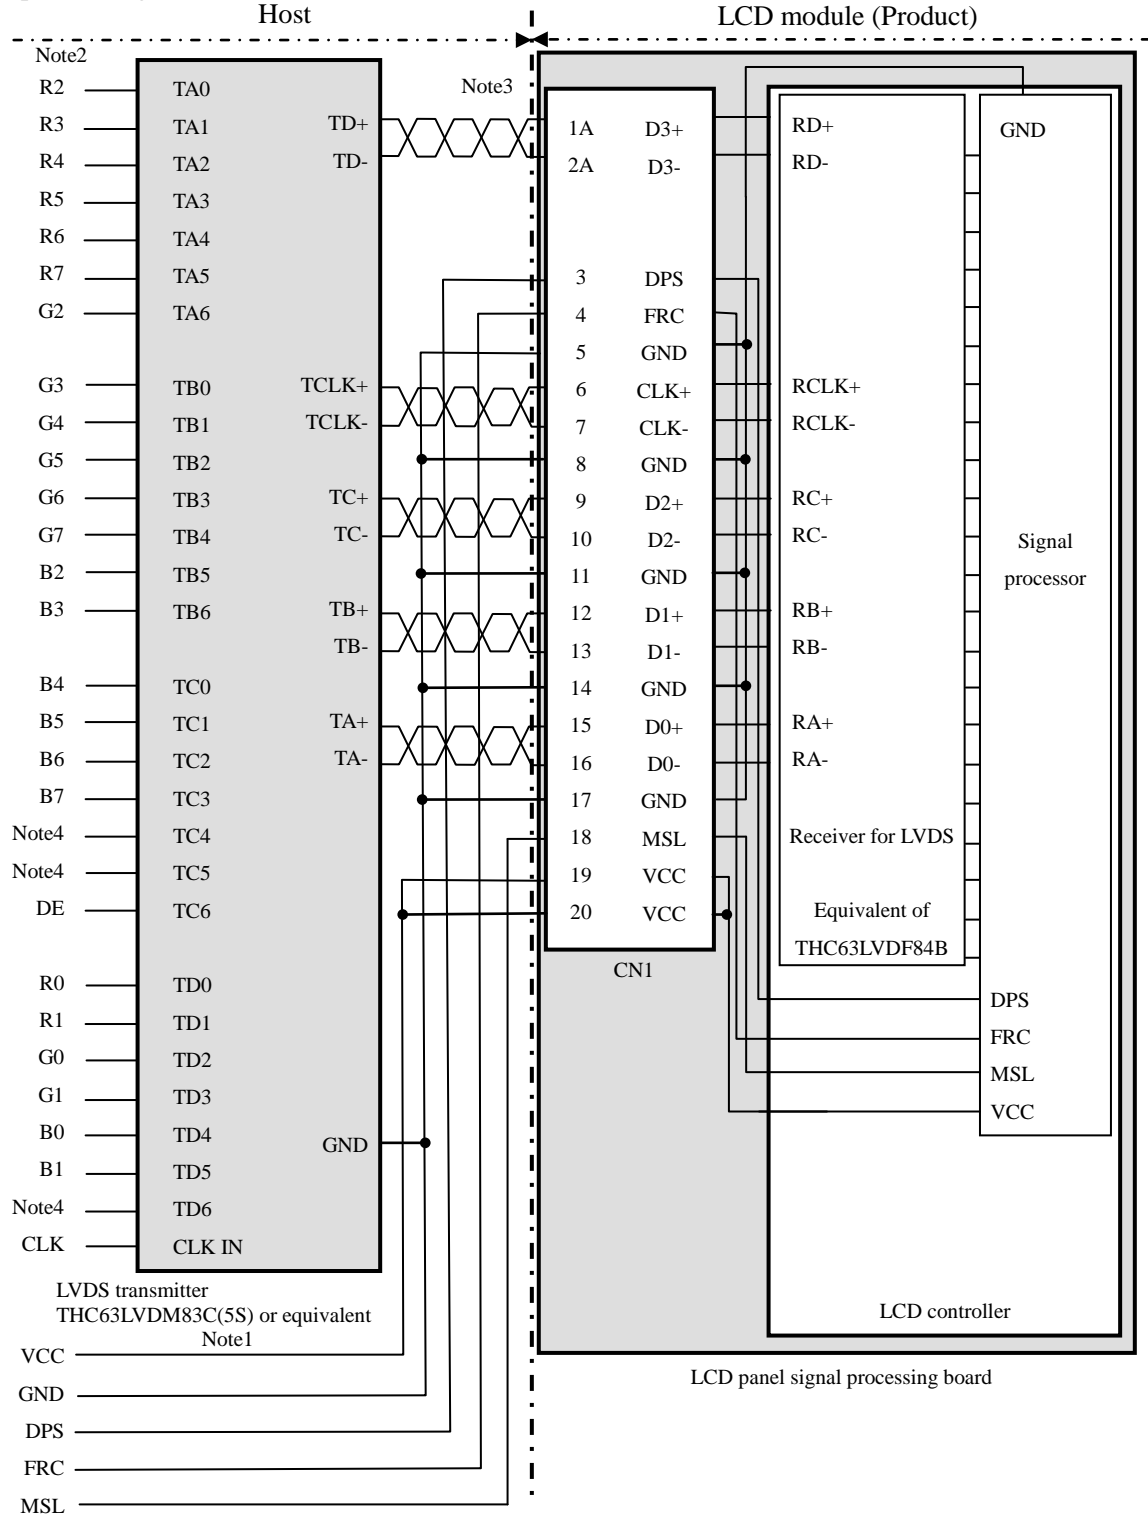 Host
LCD module (Product)
Note2
R2 TA0
R3 TA1
R4 TA2
R5 TA3
R6 TA4
R7 TA5
G2 TA6
G3 TB0
G4 TB1
G5 TB2
G6 TB3
G7 TB4
B2 TB5
B3 TB6
B4 TC0
B5 TC1
B6 TC2
B7 TC3
Note4 TC4
Note4 TC5
DE TC6
R0 TD0
R1 TD1
G0 TD2
G1 TD3
B0 TD4
B1 TD5
Note4 TD6
CLK CLK IN
TD+
TD-
TCLK+
TCLK-
TC+
TC-
TB+
TB-
TA+
TA-
GND
LVDS transmitter
THC63LVDM83C(5S) or equivalent
Note1
VCC
GND
DPS
FRC
MSL
Note3
1A D3+
2A D3-
3 DPS
4 FRC
5 GND
6 CLK+
7 CLK-
8 GND
9 D2+
10 D2-
11 GND
12 D1+
13 D1-
14 GND
15 D0+
16 D0-
17 GND
18 MSL
19 VCC
20 VCC
CN1
RD+
RD-
RCLK+
RCLK-
RC+
RC-
RB+
RB-
RA+
RA-
Receiver for LVDS
Equivalent of
THC63LVDF84B
GND
Signal
processor
DPS
FRC
MSL
VCC
LCD controller
LCD panel signal processing board